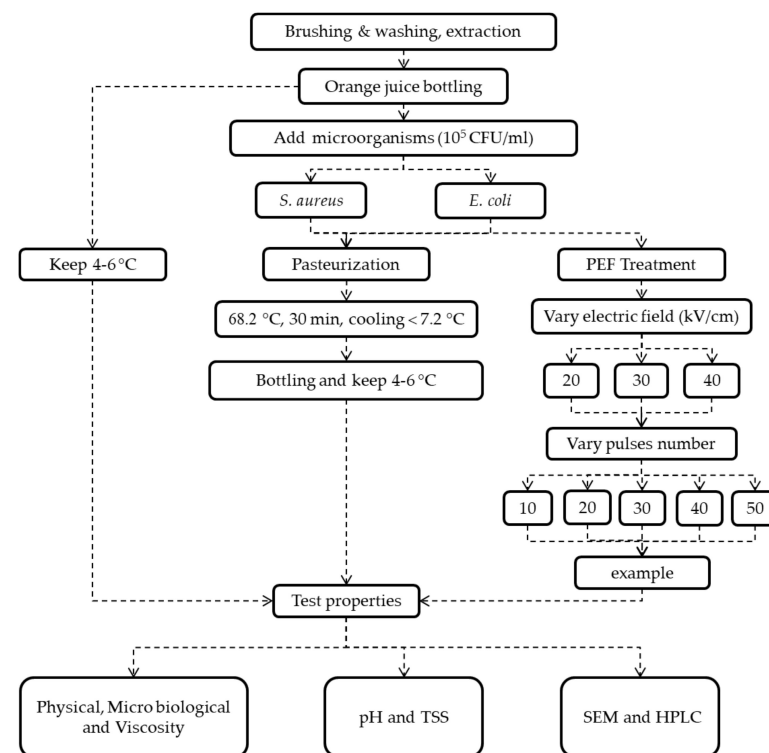 Brushing & washing, extraction
Orange juice bottling
Add microorganisms (10⁵ CFU/ml)
S. aureus
E. coli
Keep 4-6 °C
Pasteurization
PEF Treatment
68.2 °C, 30 min, cooling < 7.2 °C
Vary electric field (kV/cm)
Bottling and keep 4-6 °C
20
30
40
Vary pulses number
10
20
30
40
50
example
Test properties
Physical, Micro biological
and Viscosity
pH and TSS
SEM and HPLC